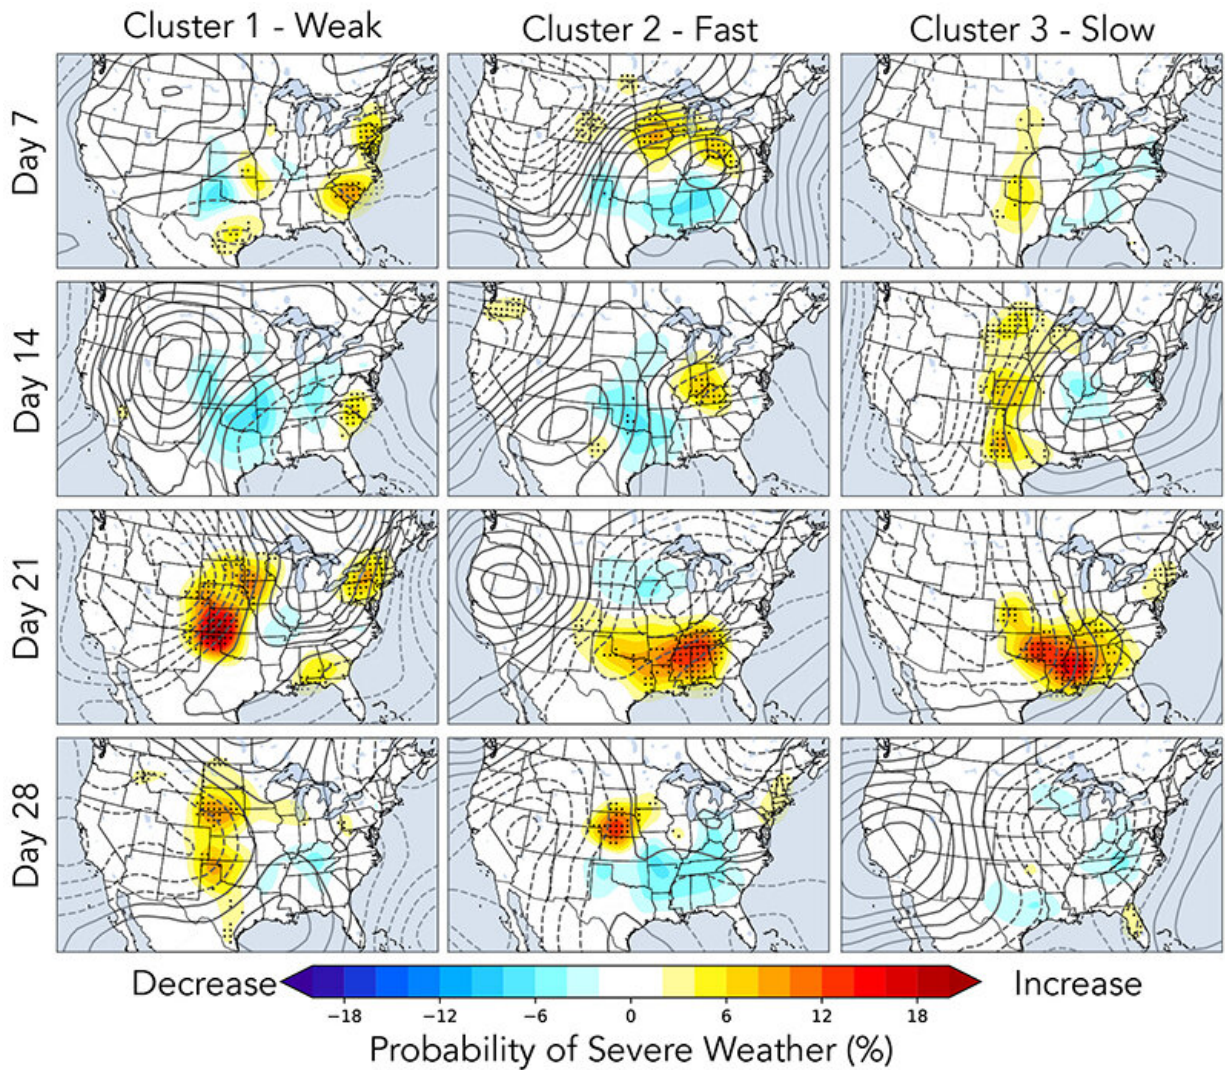 Cluster 1 - Weak
Cluster 2 - Fast
Cluster 3 - Slow
Day 7
Day 14
Day 21
Day 28
Decrease
Increase
−18 −12 −6 0 6 12 18
Probability of Severe Weather (%)